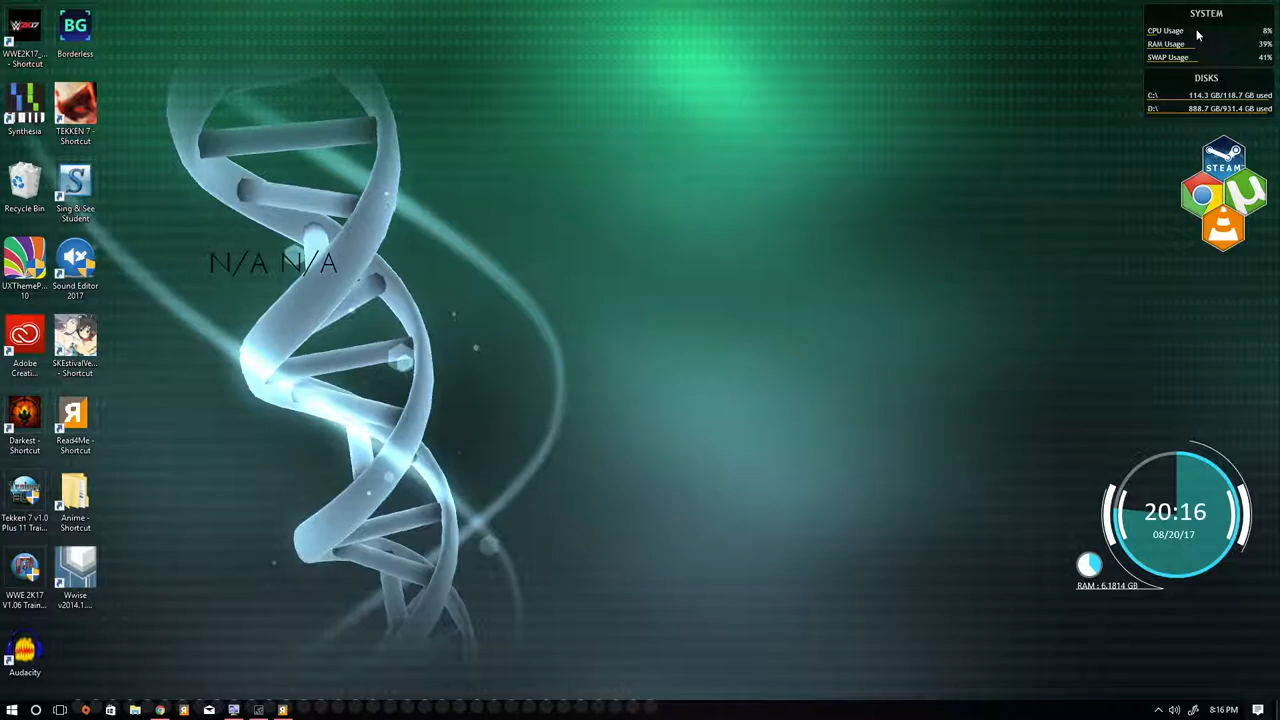 WWE2K17_...
- Shortcut
BG
Borderless
Synthesia
TEKKEN 7 -
Shortcut
Recycle Bin
S
Sing & See
Student
UXThemeP...
10
Sound Editor
2017
Adobe
Creati...
SKEstivalVe...
- Shortcut
Darkest -
Shortcut
Я
Read4Me -
Shortcut
Tekken 7 v1.0
Plus 11 Trai...
Anime -
Shortcut
WWE 2K17
V1.06 Train...
Wwise
v2014.1....
Audacity
N/A N/A
SYSTEM
CPU Usage 8%
RAM Usage 39%
SWAP Usage 41%
DISKS
C:\ 114.3 GB/118.7 GB used
D:\ 888.7 GB/931.4 GB used
STEAM
20:16
08/20/17
RAM : 6.1814 GB
8:16 PM